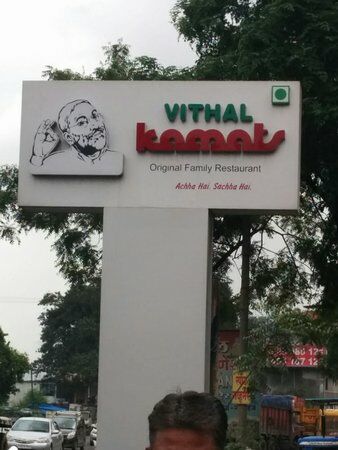 VITHAL
kamats
Original Family Restaurant
Achha Hai. Sachha Hai.